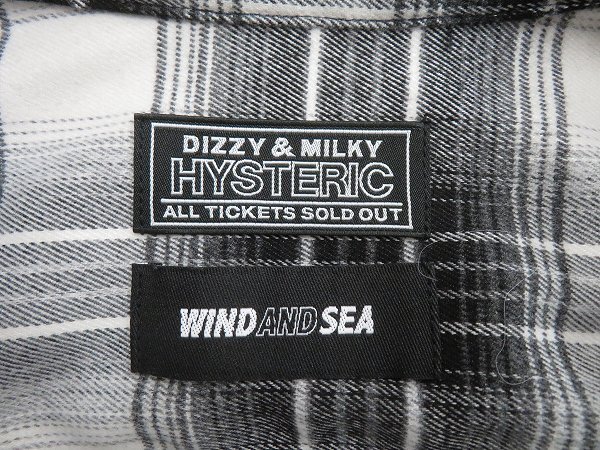 DIZZY & MILKY
HYSTERIC
ALL TICKETS SOLD OUT
WIND AND SEA